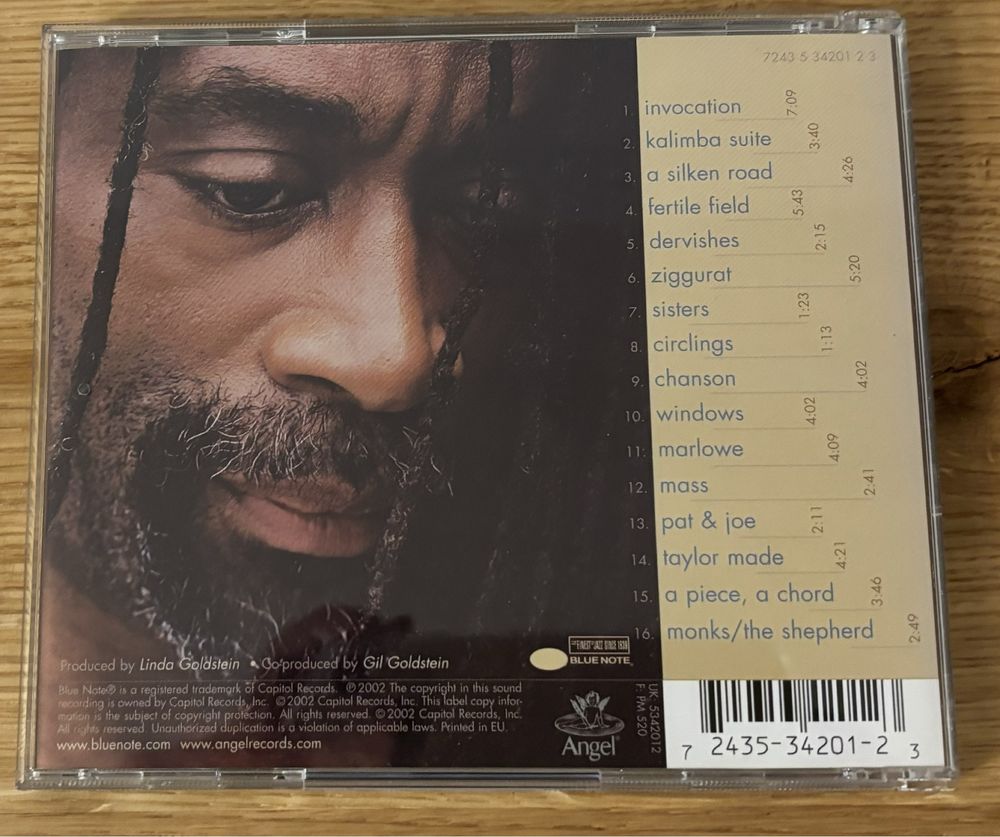 7243 5 34201 2 3
1. invocation 7:09
2. kalimba suite 3:40
3. a silken road 4:26
4. fertile field 5:43
5. dervishes 2:15
6. ziggurat 5:20
7. sisters 1:23
8. circlings 1:13
9. chanson 4:02
10. windows 4:02
11. marlowe 4:09
12. mass 2:41
13. pat & joe 2:11
14. taylor made 4:21
15. a piece, a chord 3:46
16. monks/the shepherd 2:49
Produced by Linda Goldstein • Co-produced by Gil Goldstein
THE FINEST IN JAZZ SINCE 1939
BLUE NOTE
Blue Note® is a registered trademark of Capitol Records. ℗2002 The copyright in this sound
recording is owned by Capitol Records, Inc. ©2002 Capitol Records, Inc. This label copy infor-
mation is the subject of copyright protection. All rights reserved. ©2002 Capitol Records, Inc.
All rights reserved. Unauthorized duplication is a violation of applicable laws. Printed in EU.
www.bluenote.com www.angelrecords.com
Angel®
UK: 5342012
F: PM 520
7 2435-34201-2 3